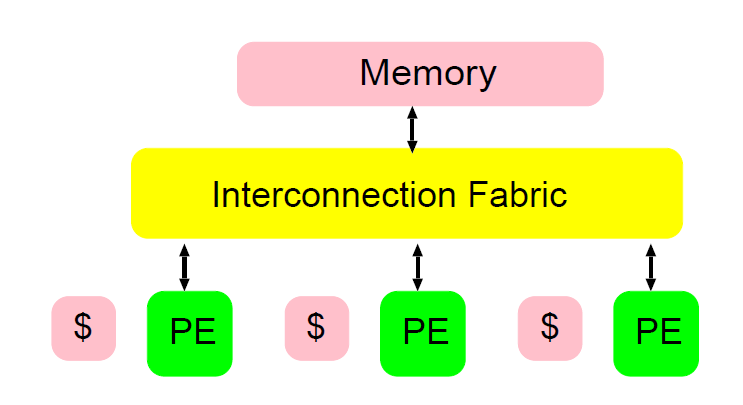 Memory
Interconnection Fabric
$ PE $ PE $ PE